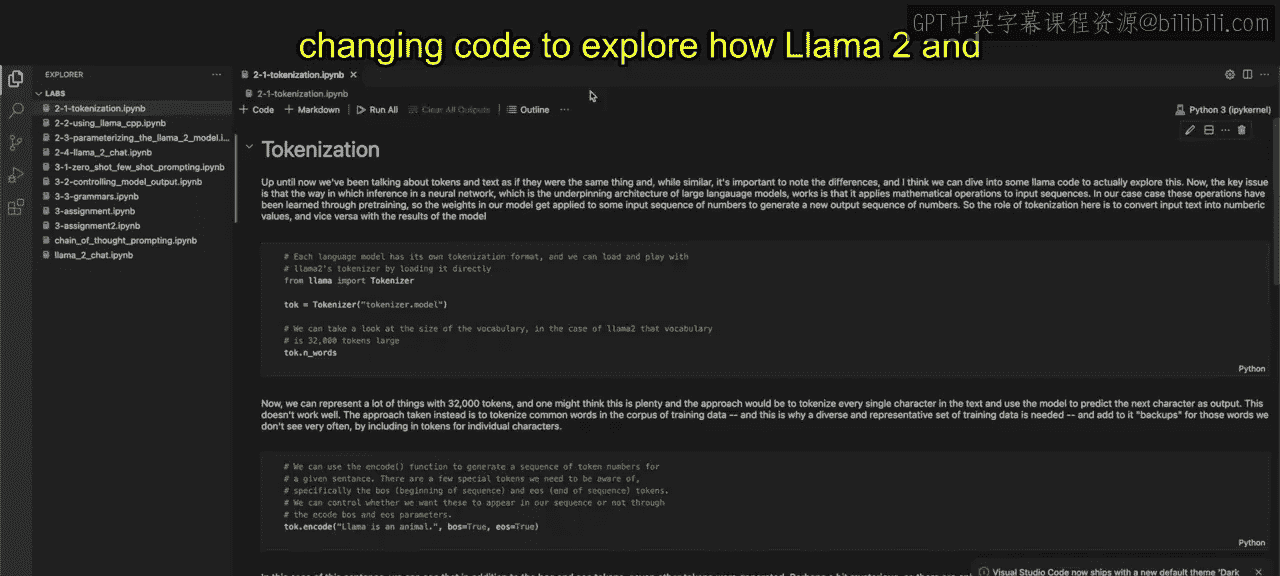 GPT中英字幕课程资源@bilibili.com
changing code to explore how Llama 2 and
EXPLORER
LABS
2-1-tokenization.ipynb
2-2-using_llama_cpp.ipynb
2-3-parameterizing_the_llama_2_model.i...
2-4-llama_2_chat.ipynb
3-1-zero_shot_few_shot_prompting.ipynb
3-2-controlling_model_output.ipynb
3-3-grammars.ipynb
3-assignment.ipynb
3-assignment2.ipynb
chain_of_thought_prompting.ipynb
llama_2_chat.ipynb
2-1-tokenization.ipynb
2-1-tokenization.ipynb
+ Code + Markdown Run All Clear All Outputs Outline ...
Python 3 (ipykernel)
Tokenization
Up until now we've been talking about tokens and text as if they were the same thing and, while similar, it's important to note the differences, and I think we can dive into some llama code to actually explore this. Now, the key issue
is that the way in which inference in a neural network, which is the underpinning architecture of large langauage models, works is that it applies mathematical operations to input sequences. In our case case these operations have
been learned through pretraining, so the weights in our model get applied to some input sequence of numbers to generate a new output sequence of numbers. So the role of tokenization here is to convert input text into numberic
values, and vice versa with the results of the model
# Each language model has its own tokenization format, and we can load and play with
# llama2's tokenizer by loading it directly
from llama import Tokenizer
tok = Tokenizer("tokenizer.model")
# We can take a look at the size of the vocabulary, in the case of llama2 that vocabulary
# is 32,000 tokens large
tok.n_words
Python
Now, we can represent a lot of things with 32,000 tokens, and one might think this is plenty and the approach would be to tokenize every single character in the text and use the model to predict the next character as output. This
doesn't work well. The approach taken instead is to tokenize common words in the corpus of training data -- and this is why a diverse and representative set of training data is needed -- and add to it "backups" for those words we
don't see very often, by including in tokens for individual characters.
# We can use the encode() function to generate a sequence of token numbers for
# a given sentance. There are a few special tokens we need to be aware of,
# specifically the bos (beginning of sequence) and eos (end of sequence) tokens.
# We can control whether we want these to appear in our sequence or not through
# the ecode bos and eos parameters.
tok.encode("Llama is an animal.", bos=True, eos=True)
Python
Visual Studio Code now ships with a new default theme 'Dark